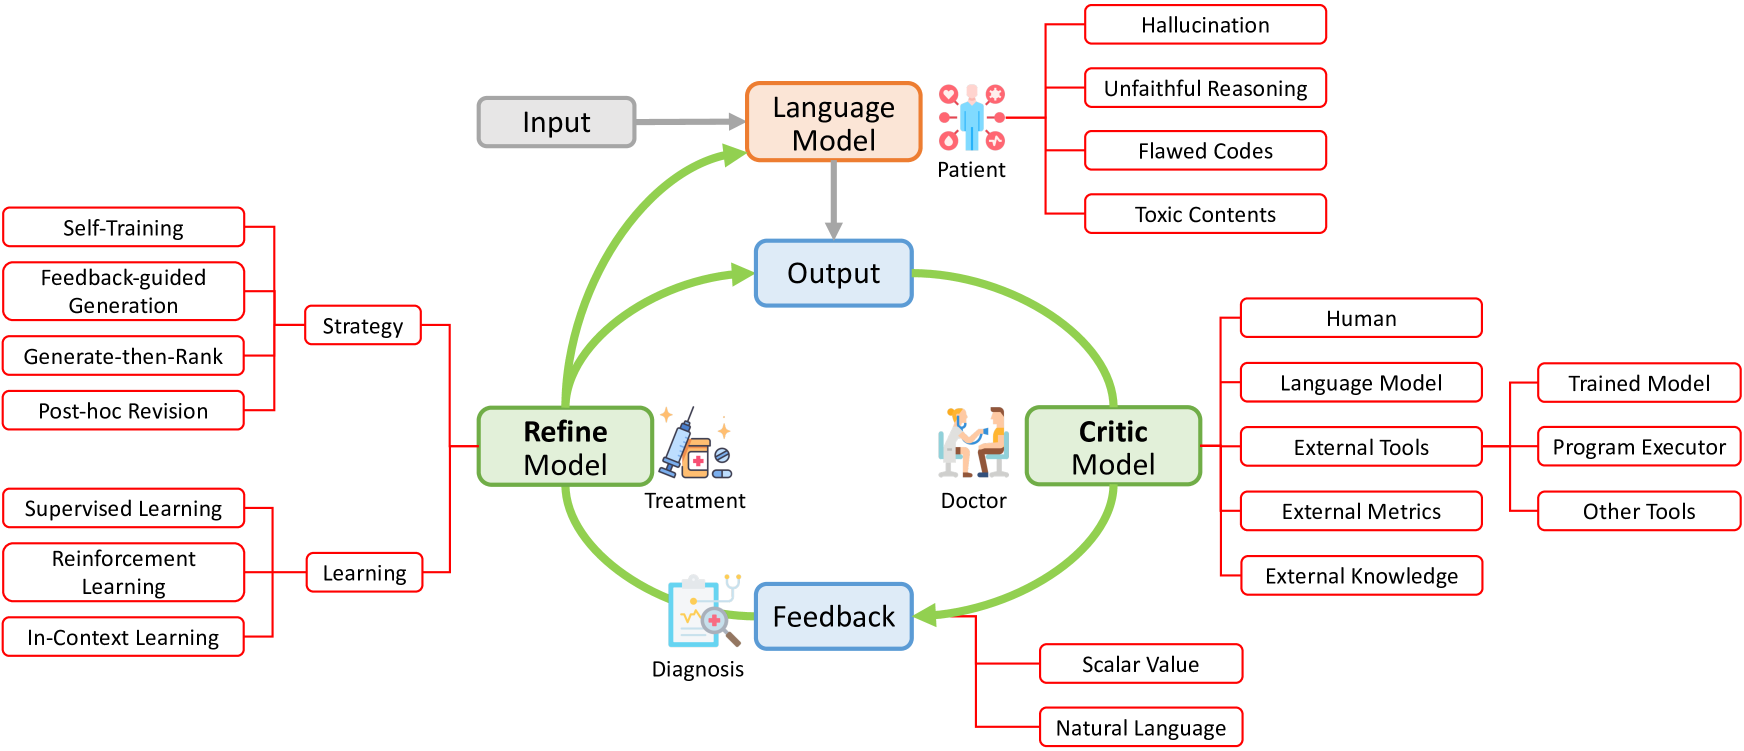 Hallucination
Unfaithful Reasoning
Flawed Codes
Toxic Contents
Input
Language
Model
Patient
Output
Self-Training
Feedback-guided
Generation
Generate-then-Rank
Post-hoc Revision
Strategy
Supervised Learning
Reinforcement
Learning
In-Context Learning
Learning
Refine
Model
Treatment
Doctor
Critic
Model
Human
Language Model
External Tools
External Metrics
External Knowledge
Trained Model
Program Executor
Other Tools
Diagnosis
Feedback
Scalar Value
Natural Language